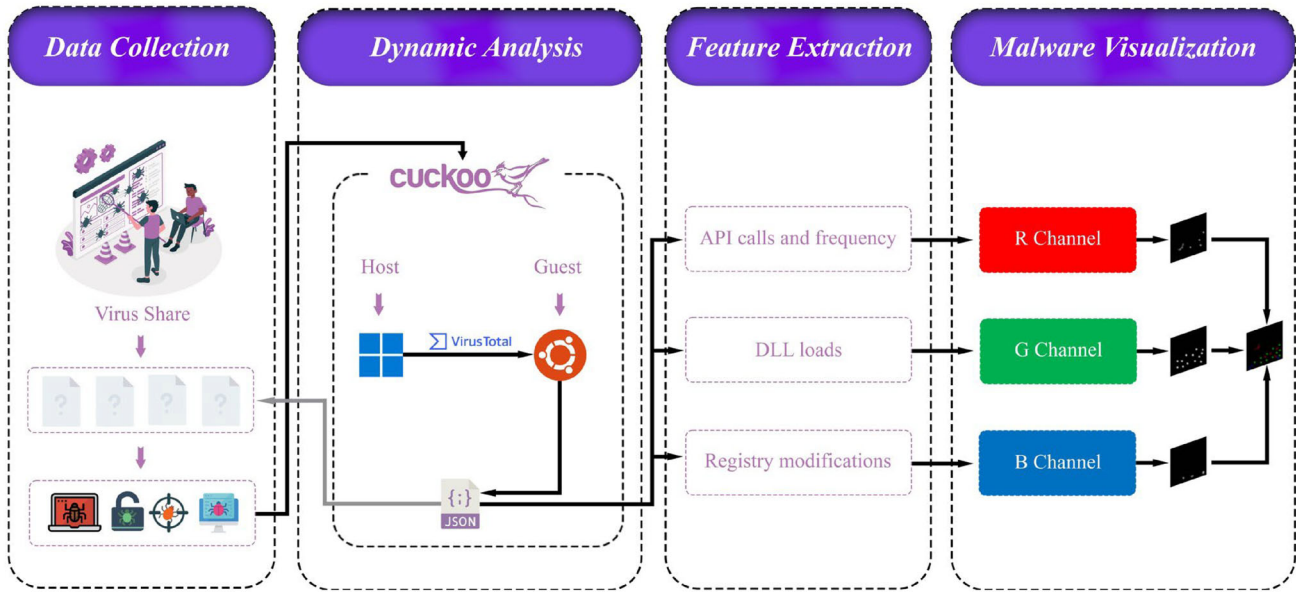 Data Collection
Dynamic Analysis
Feature Extraction
Malware Visualization
Virus Share
? ? ? ?
cuckoo
Host
Guest
VirusTotal
{;}
JSON
API calls and frequency
DLL loads
Registry modifications
R Channel
G Channel
B Channel